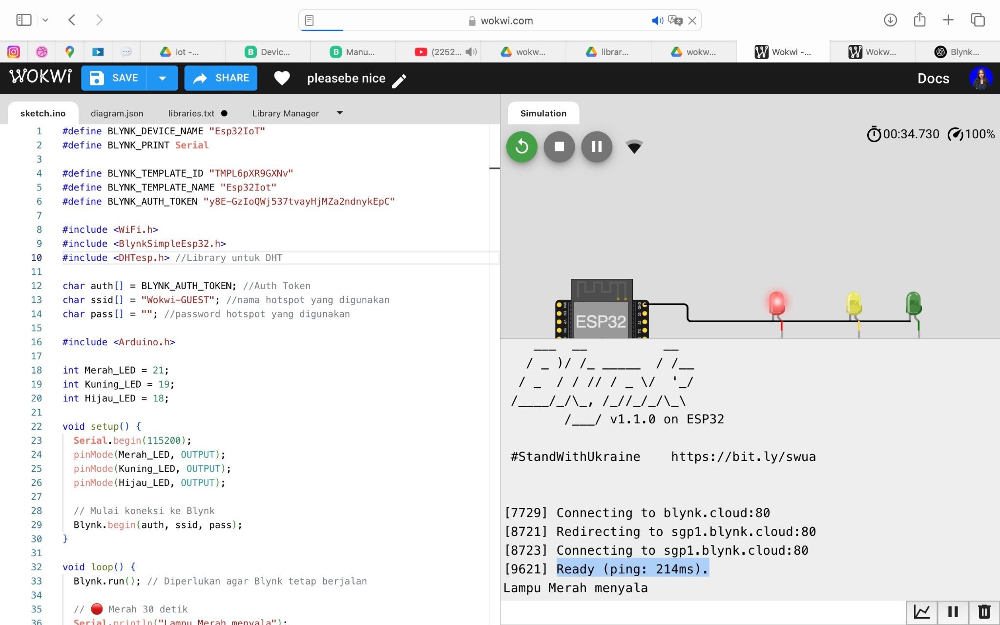 wokwi.com
iot -...
Devic...
Manu...
(2252...
wokw...
librar...
wokw...
Wokwi -...
Wokw...
Blynk...
WOKWi
SAVE
SHARE
pleasebe nice
Docs
sketch.ino
diagram.json
libraries.txt
Library Manager
1 #define BLYNK_DEVICE_NAME "Esp32IoT"
2 #define BLYNK_PRINT Serial
3
4 #define BLYNK_TEMPLATE_ID "TMPL6pXR9GXNv"
5 #define BLYNK_TEMPLATE_NAME "Esp32Iot"
6 #define BLYNK_AUTH_TOKEN "y8E-GzIoQWj537tvayHjMZa2ndnykEpC"
7
8 #include <WiFi.h>
9 #include <BlynkSimpleEsp32.h>
10 #include <DHTesp.h> //Library untuk DHT
11
12 char auth[] = BLYNK_AUTH_TOKEN; //Auth Token
13 char ssid[] = "Wokwi-GUEST"; //nama hotspot yang digunakan
14 char pass[] = ""; //password hotspot yang digunakan
15
16 #include <Arduino.h>
17
18 int Merah_LED = 21;
19 int Kuning_LED = 19;
20 int Hijau_LED = 18;
21
22 void setup() {
23 Serial.begin(115200);
24 pinMode(Merah_LED, OUTPUT);
25 pinMode(Kuning_LED, OUTPUT);
26 pinMode(Hijau_LED, OUTPUT);
27
28 // Mulai koneksi ke Blynk
29 Blynk.begin(auth, ssid, pass);
30 }
31
32 void loop() {
33 Blynk.run(); // Diperlukan agar Blynk tetap berjalan
34
35 // 🔴 Merah 30 detik
36 Serial.println("Lampu Merah menyala");
Simulation
00:34.730
100%
3V3
EN
VP
VN
GND
23
22
TX
ESP32
   ___  __          __
  / _ )/ /_ _____  / /__
 / _  / / // / _ \/  '_/
/____/_/\_, /_//_/_/\_\
       /___/ v1.1.0 on ESP32
#StandWithUkraine    https://bit.ly/swua
[7729] Connecting to blynk.cloud:80
[8721] Redirecting to sgp1.blynk.cloud:80
[8723] Connecting to sgp1.blynk.cloud:80
[9621] Ready (ping: 214ms).
Lampu Merah menyala